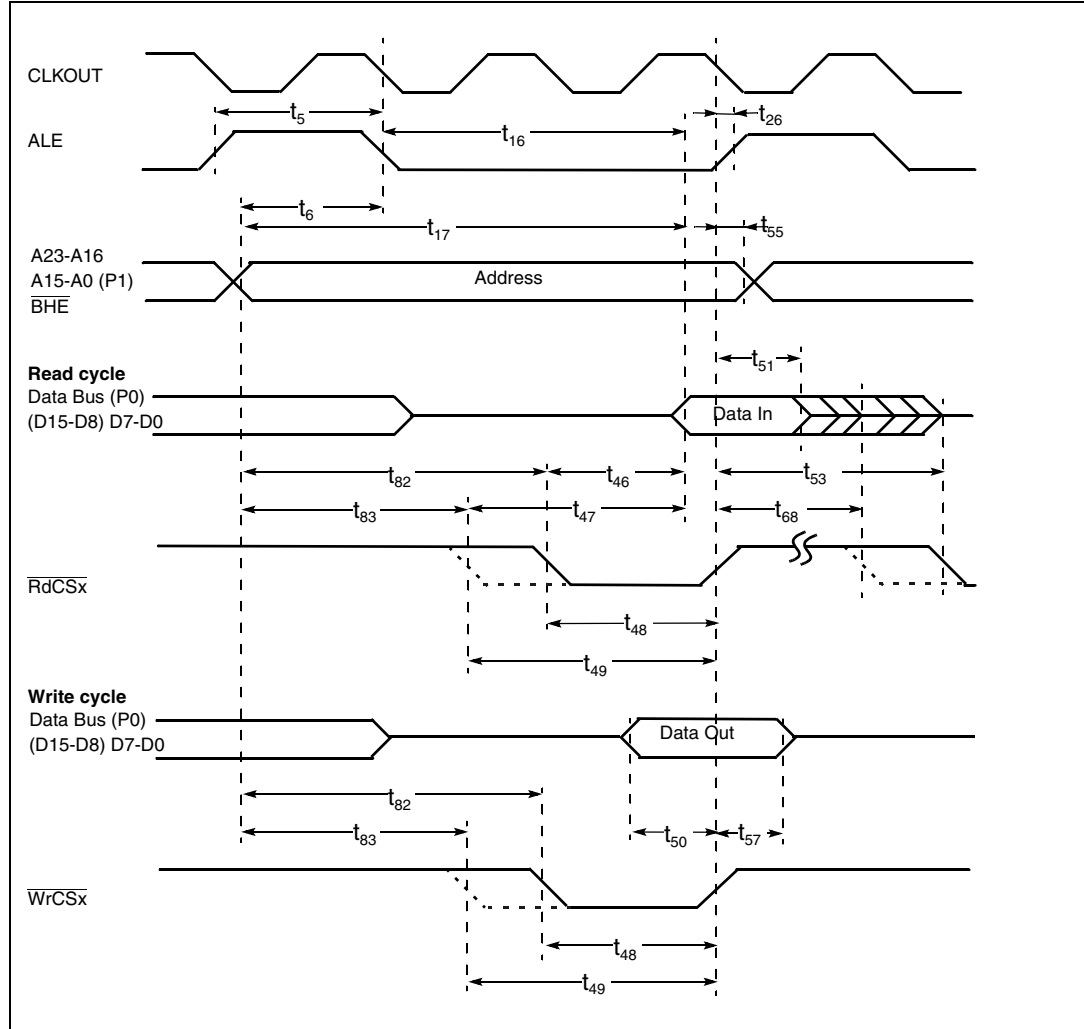 CLKOUT
t5
t26
ALE
t16
t6
t17
t55
A23-A16
A15-A0 (P1)
Address
BHE
t51
Read cycle
Data Bus (P0)
(D15-D8) D7-D0
Data In
t82
t46
t53
t83
t47
t68
RdCSx
t48
t49
Write cycle
Data Bus (P0)
(D15-D8) D7-D0
Data Out
t82
t83
t50
t57
WrCSx
t48
t49